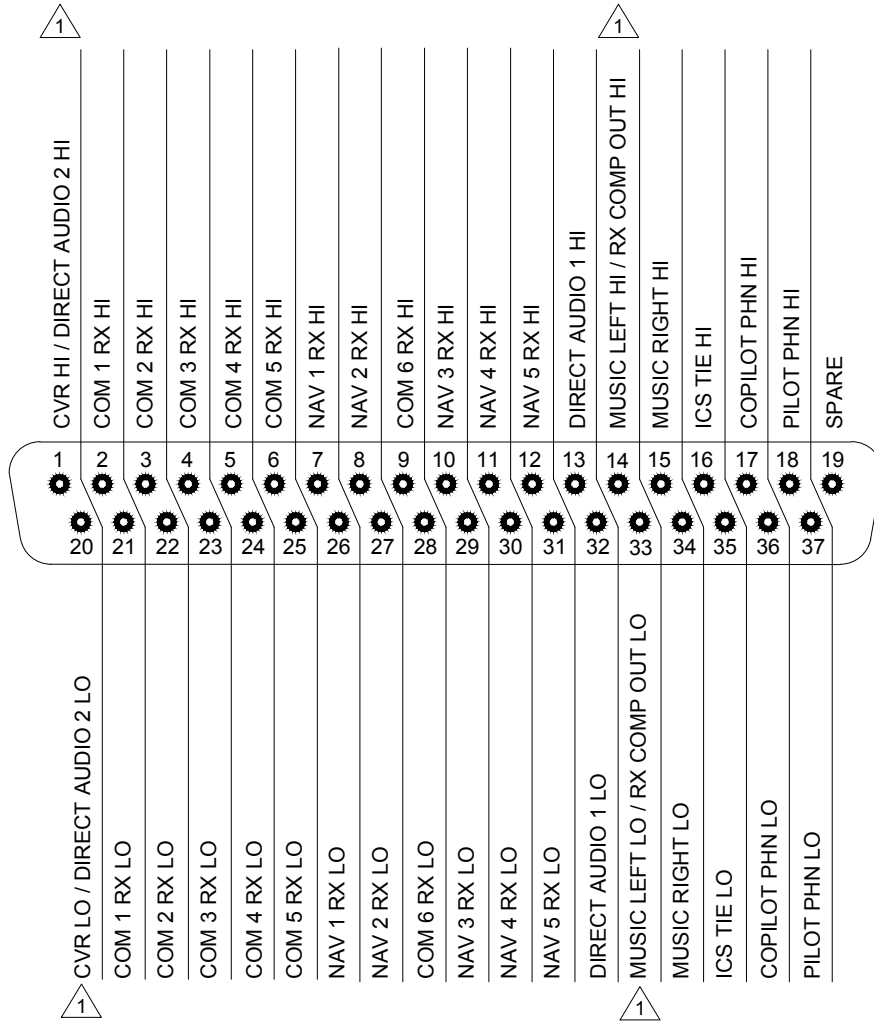 1
1
CVR HI / DIRECT AUDIO 2 HI
COM 1 RX HI
COM 2 RX HI
COM 3 RX HI
COM 4 RX HI
COM 5 RX HI
NAV 1 RX HI
NAV 2 RX HI
COM 6 RX HI
NAV 3 RX HI
NAV 4 RX HI
NAV 5 RX HI
DIRECT AUDIO 1 HI
MUSIC LEFT HI / RX COMP OUT HI
MUSIC RIGHT HI
ICS TIE HI
COPILOT PHN HI
PILOT PHN HI
SPARE
1 2 3 4 5 6 7 8 9 10 11 12 13 14 15 16 17 18 19
20 21 22 23 24 25 26 27 28 29 30 31 32 33 34 35 36 37
CVR LO / DIRECT AUDIO 2 LO
COM 1 RX LO
COM 2 RX LO
COM 3 RX LO
COM 4 RX LO
COM 5 RX LO
NAV 1 RX LO
NAV 2 RX LO
COM 6 RX LO
NAV 3 RX LO
NAV 4 RX LO
NAV 5 RX LO
DIRECT AUDIO 1 LO
MUSIC LEFT LO / RX COMP OUT LO
MUSIC RIGHT LO
ICS TIE LO
COPILOT PHN LO
PILOT PHN LO
1
1